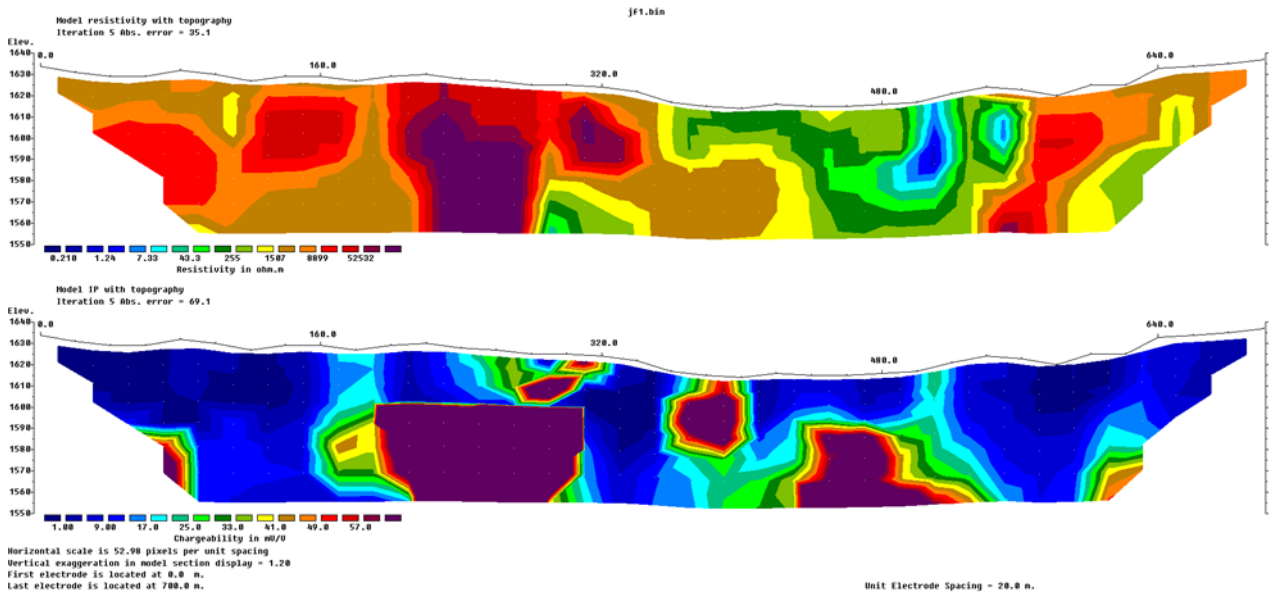 jf1.bin
Model resistivity with topography
Iteration 5 Abs. error = 35.1
Elev.
1640
0.0
160.0
320.0
480.0
640.0
1630
1620
1610
1600
1590
1580
1570
1560
1550
0.210 1.24 7.33 43.3 255 1507 8899 52532
Resistivity in ohm.m
Model IP with topography
Iteration 5 Abs. error = 69.1
Elev.
1640
0.0
160.0
320.0
480.0
640.0
1630
1620
1610
1600
1590
1580
1570
1560
1550
1.00 9.00 17.0 25.0 33.0 41.0 49.0 57.0
Chargeability in mV/V
Horizontal scale is 52.98 pixels per unit spacing
Vertical exaggeration in model section display = 1.20
First electrode is located at 0.0 m.
Last electrode is located at 700.0 m.
Unit Electrode Spacing = 20.0 m.